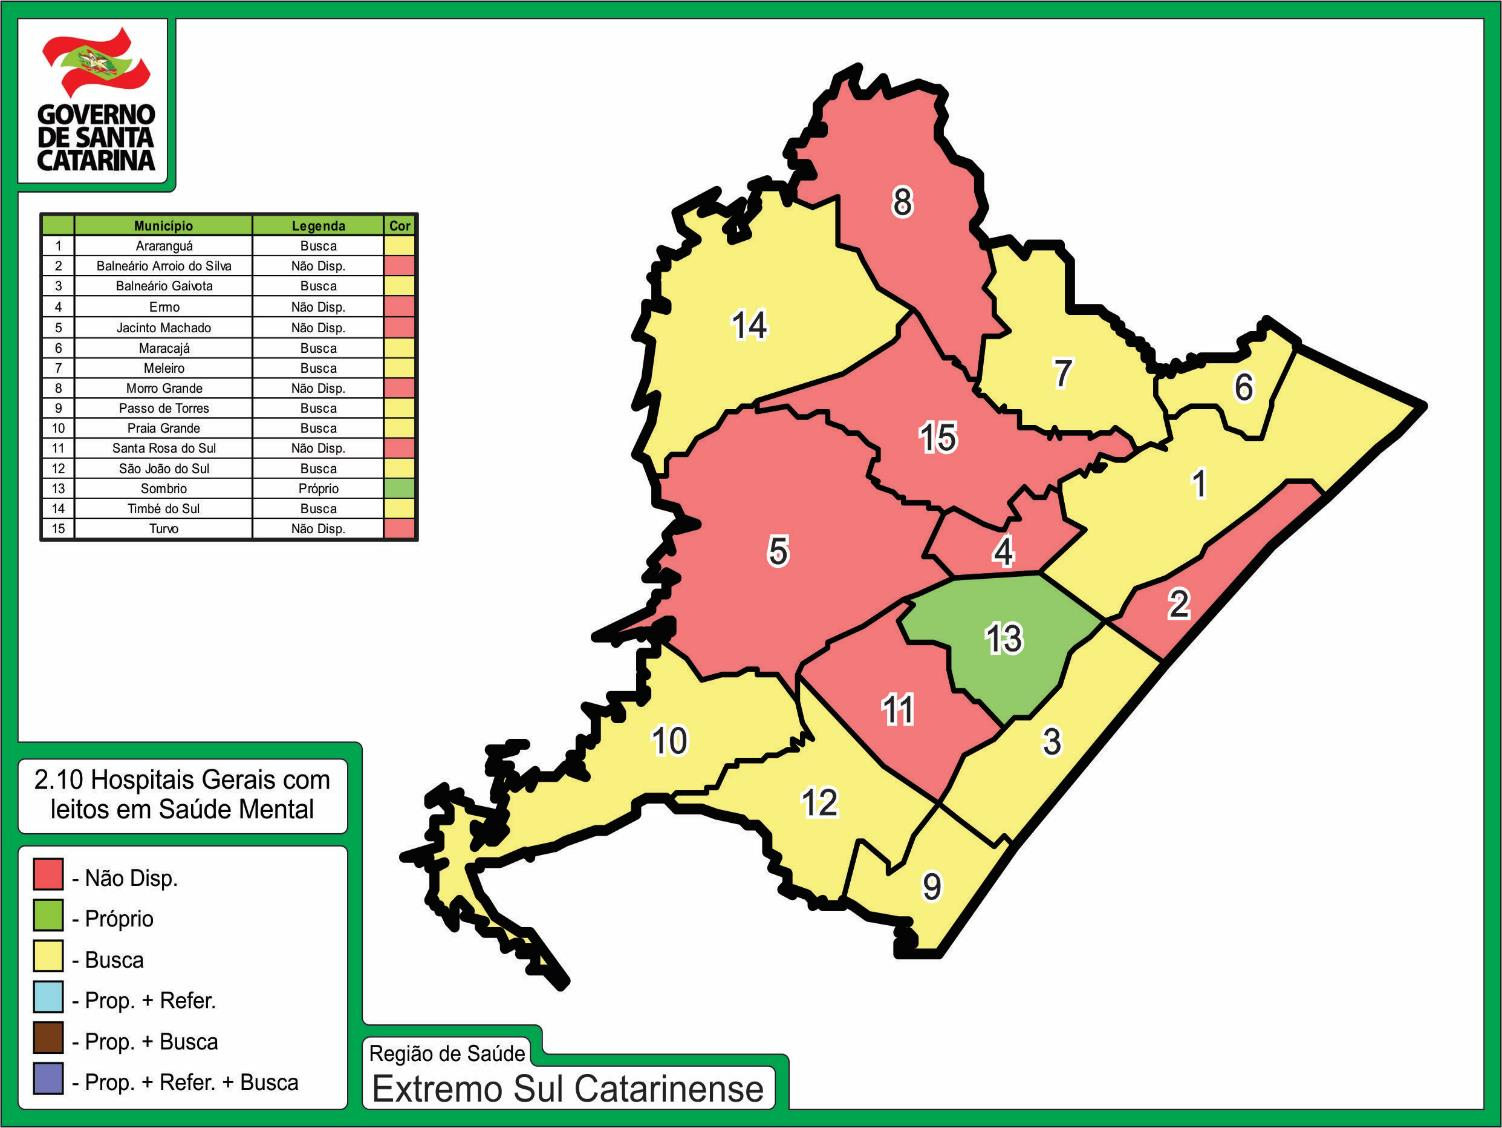 GOVERNO
DE SANTA
CATARINA
Município Legenda Cor
1 Araranguá Busca
2 Balneário Arroio do Silva Não Disp.
3 Balneário Gaivota Busca
4 Ermo Não Disp.
5 Jacinto Machado Não Disp.
6 Maracajá Busca
7 Meleiro Busca
8 Morro Grande Não Disp.
9 Passo de Torres Busca
10 Praia Grande Busca
11 Santa Rosa do Sul Não Disp.
12 São João do Sul Busca
13 Sombrio Próprio
14 Timbé do Sul Busca
15 Turvo Não Disp.
8
14
7
6
15
1
5
4
2
13
11
10
3
12
9
2.10 Hospitais Gerais com
leitos em Saúde Mental
- Não Disp.
- Próprio
- Busca
- Prop. + Refer.
- Prop. + Busca
- Prop. + Refer. + Busca
Região de Saúde
Extremo Sul Catarinense